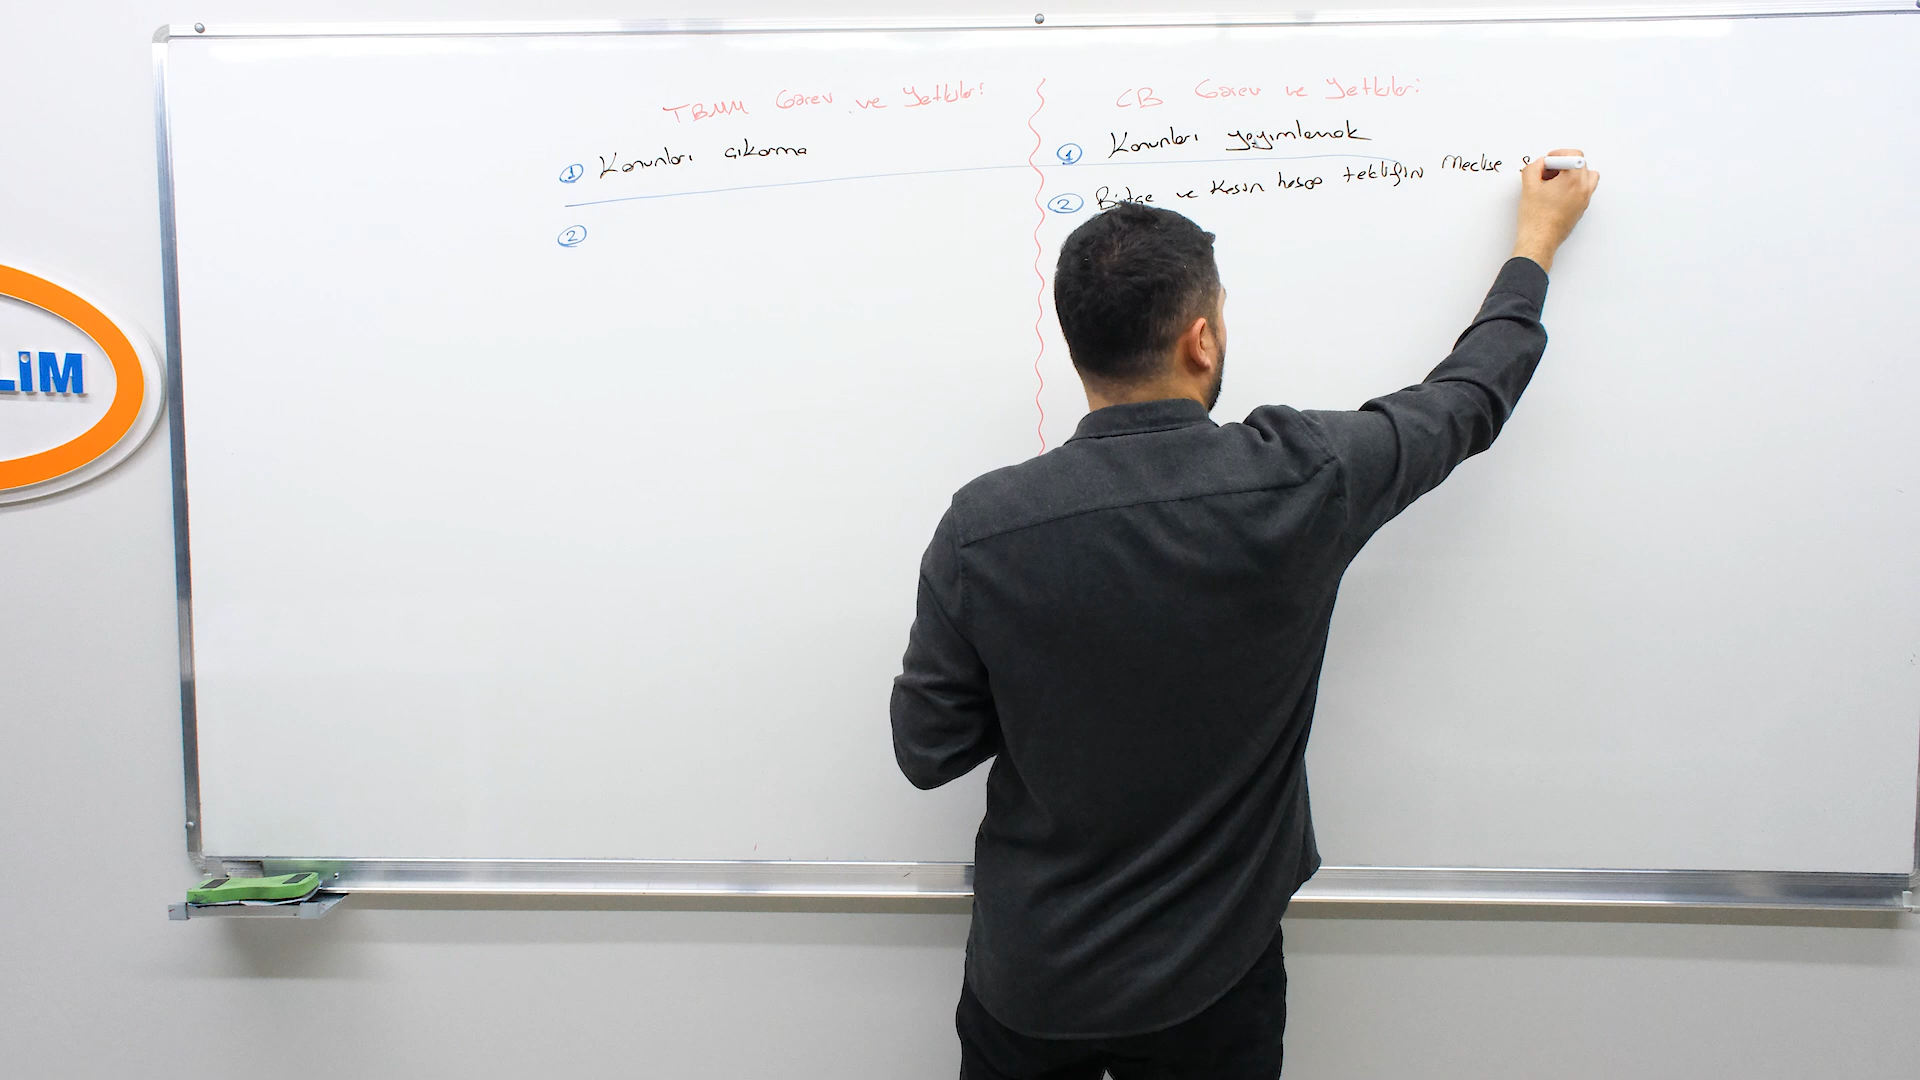 TBMM Görev ve Yetkileri
① Kanunları çıkarma
②
CB Görev ve Yetkileri
① Kanunları yayımlamak
② Bütçe ve Kesin hesap teklifin Meclise
LİM